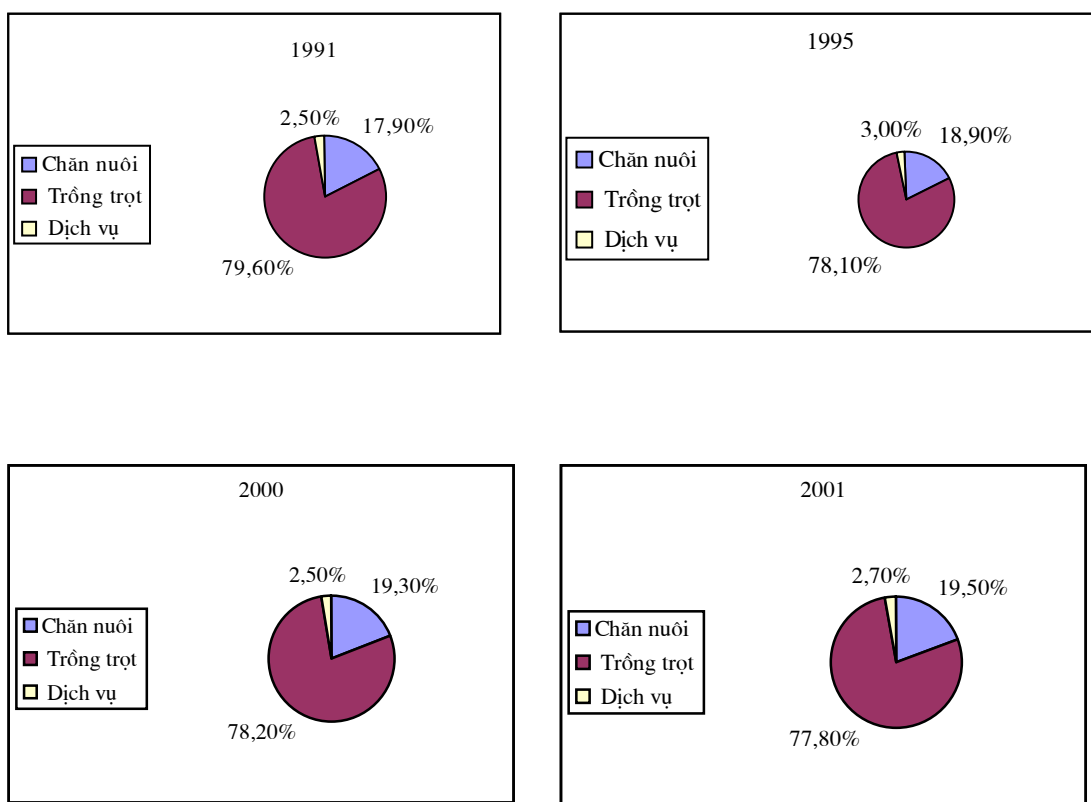 1991
2,50%
17,90%
Chăn nuôi
Trồng trọt
Dịch vụ
79,60%
1995
3,00%
18,90%
Chăn nuôi
Trồng trọt
Dịch vụ
78,10%
2000
2,50%
19,30%
Chăn nuôi
Trồng trọt
Dịch vụ
78,20%
2001
2,70%
19,50%
Chăn nuôi
Trồng trọt
Dịch vụ
77,80%